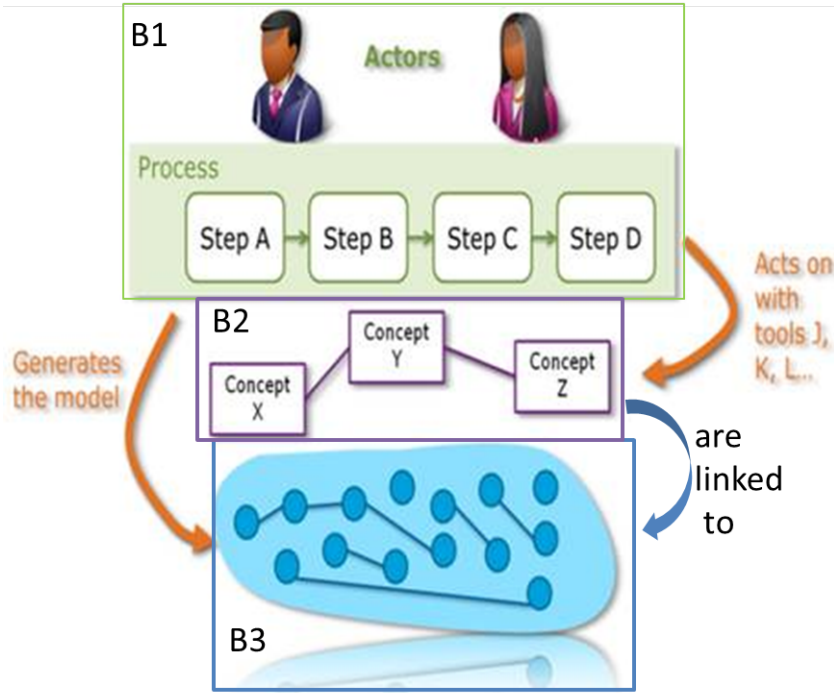 B1
Actors
Process
Step A
Step B
Step C
Step D
Acts on
with
tools J,
K, L...
B2
Concept
X
Concept
Y
Concept
Z
Generates
the model
are
linked
to
B3